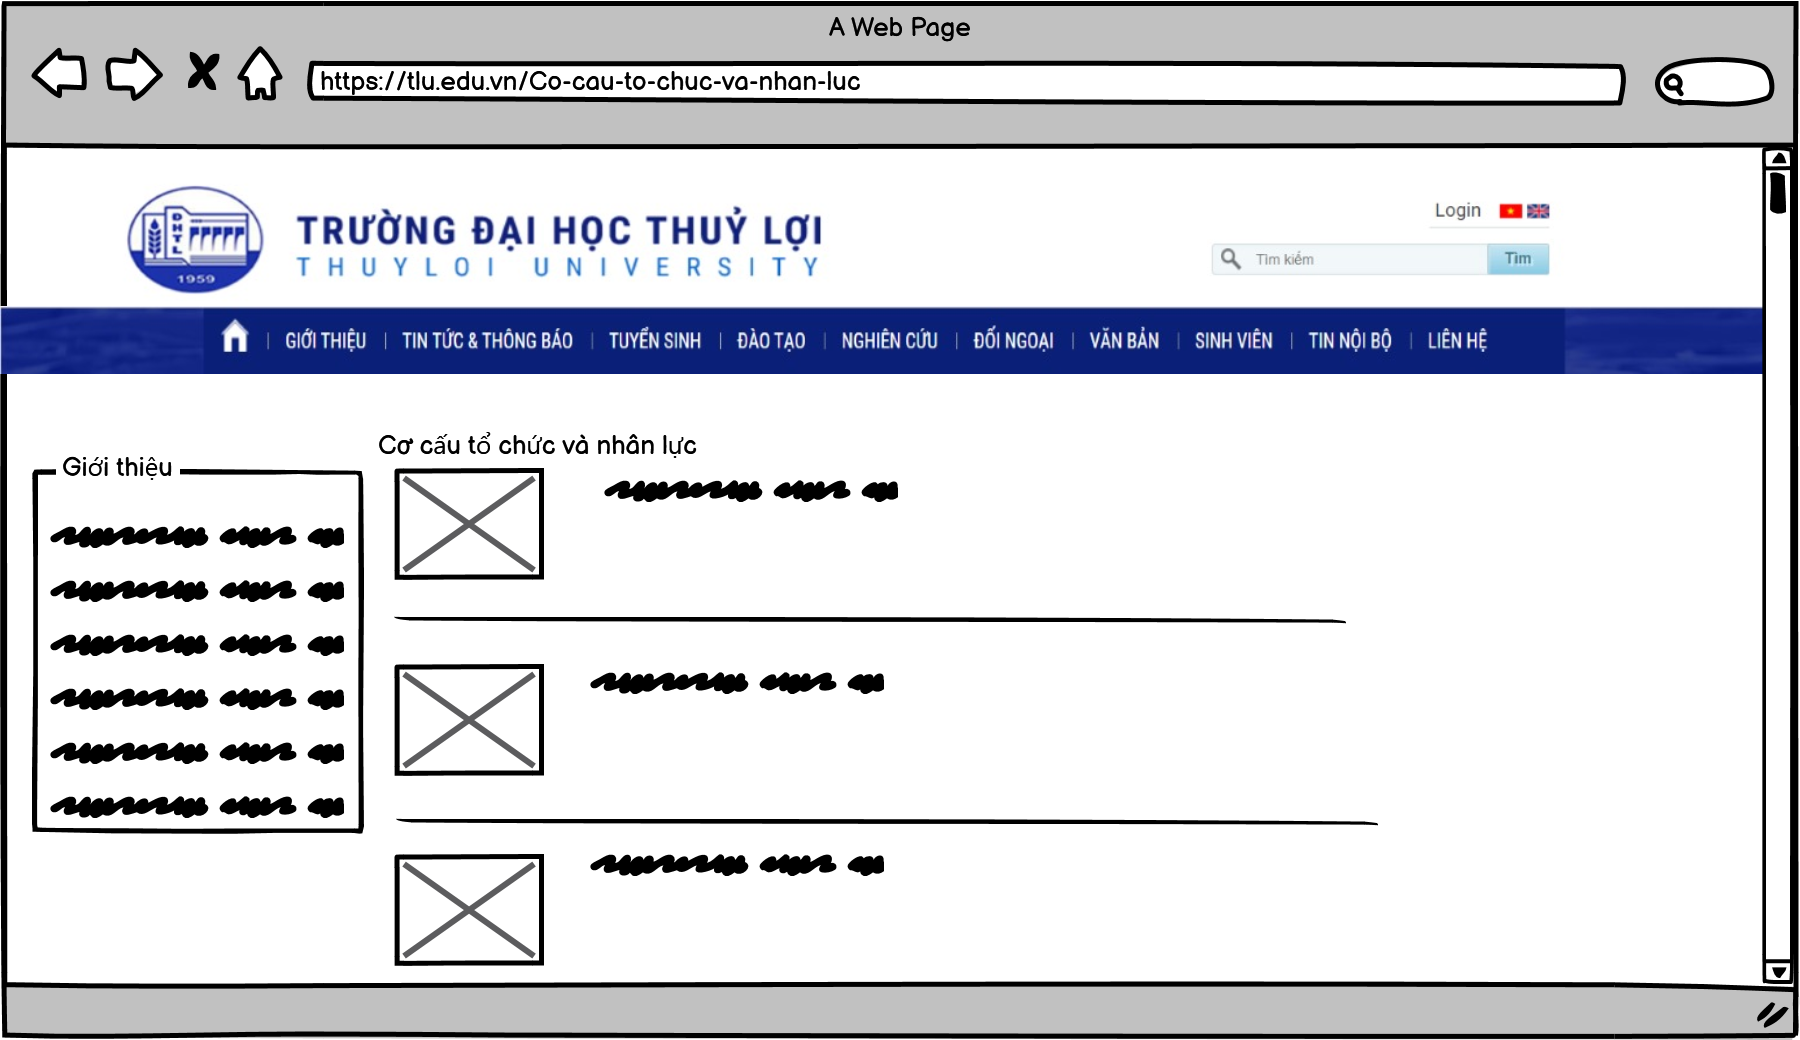 A Web Page
https://tlu.edu.vn/Co-cau-to-chuc-va-nhan-luc
ĐHTL
1959
TRƯỜNG ĐẠI HỌC THUỶ LỢI
THUYLOI UNIVERSITY
Login
Tìm kiếm
Tìm
GIỚI THIỆU | TIN TỨC & THÔNG BÁO | TUYỂN SINH | ĐÀO TẠO | NGHIÊN CỨU | ĐỐI NGOẠI | VĂN BẢN | SINH VIÊN | TIN NỘI BỘ | LIÊN HỆ
Cơ cấu tổ chức và nhân lực
Giới thiệu